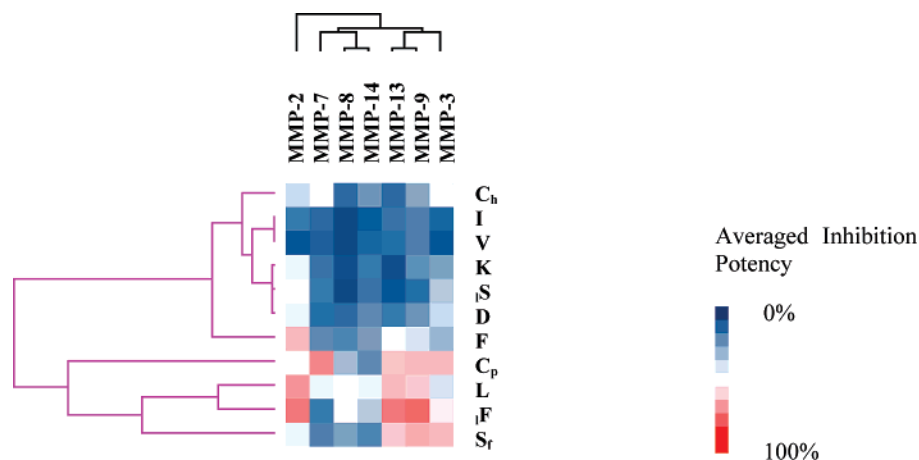 MMP-2
MMP-7
MMP-8
MMP-14
MMP-13
MMP-9
MMP-3
Cₕ
I
V
K
ₗS
D
F
Cₚ
L
ₗF
S_f
Averaged Inhibition
Potency
0%
100%